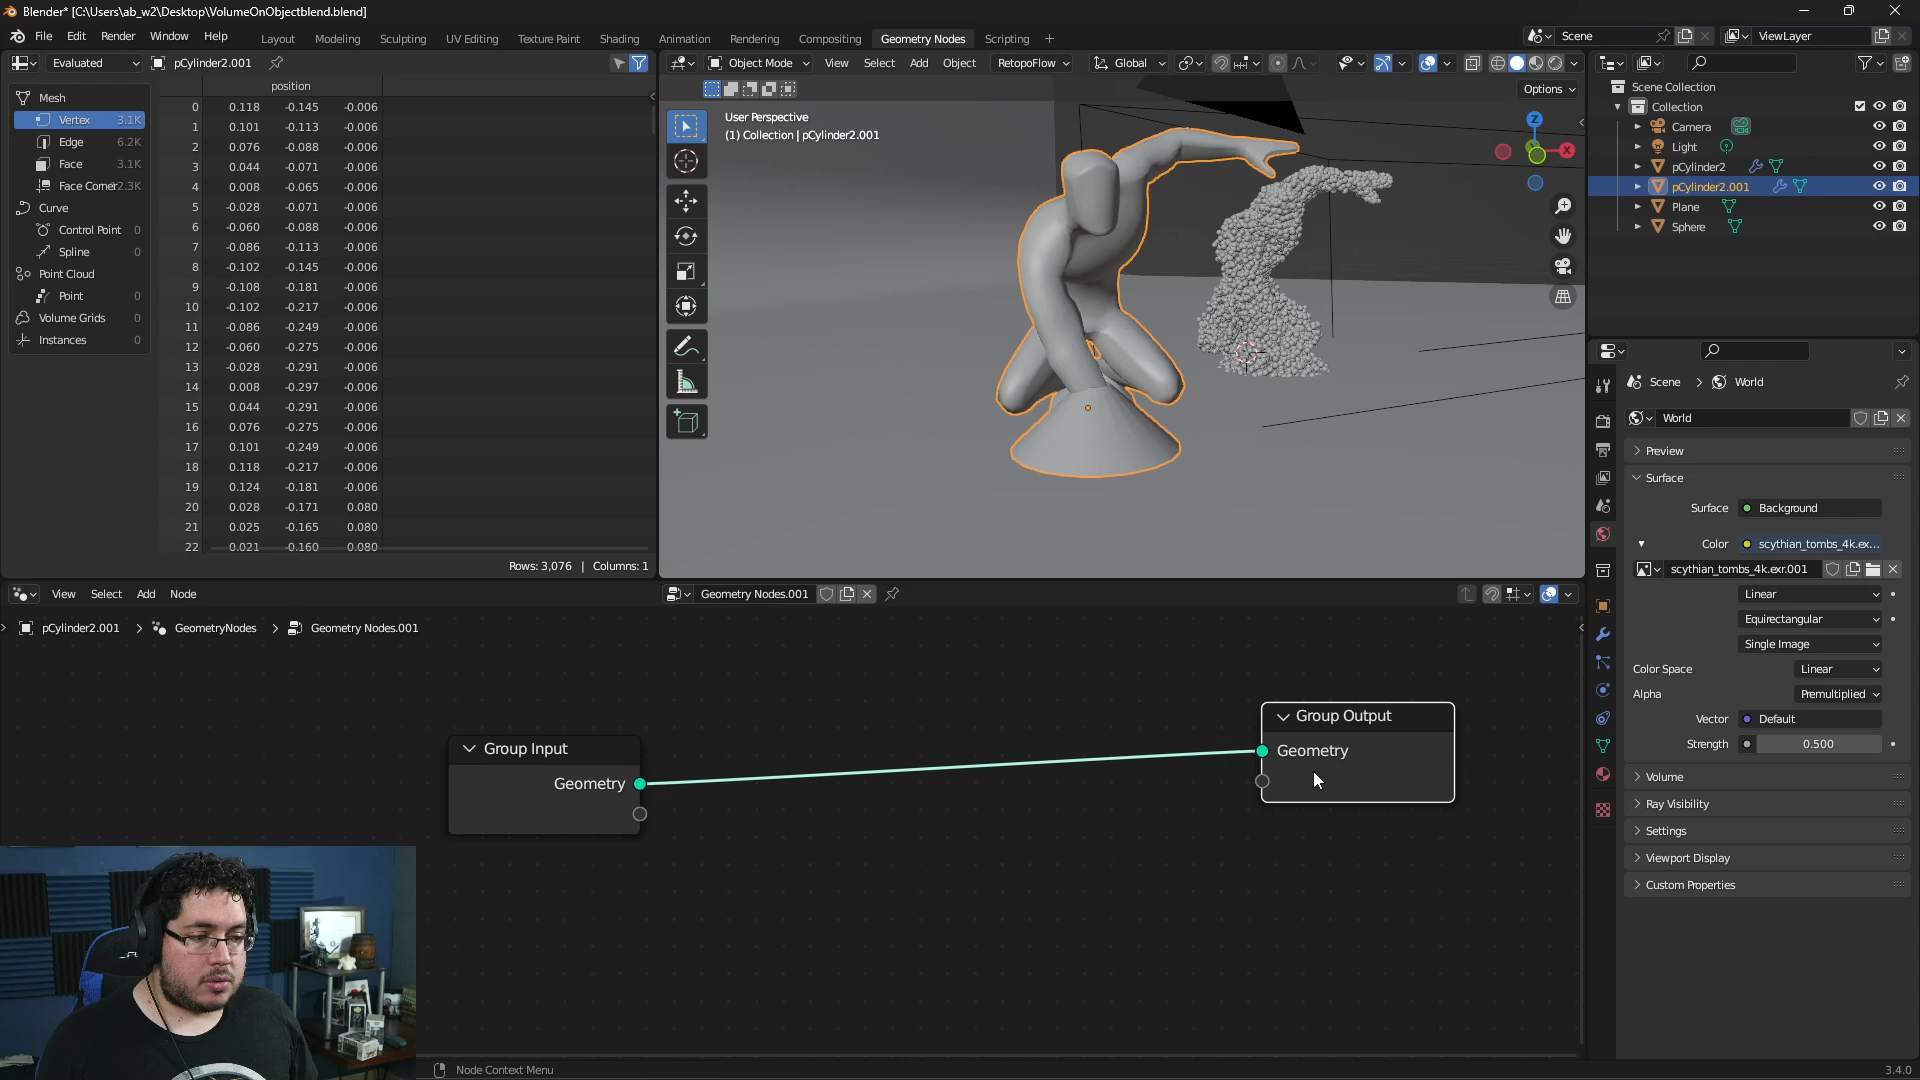 Blender* [C:\Users\ab_w2\Desktop\VolumeOnObjectblend.blend]
File Edit Render Window Help Layout Modeling Sculpting UV Editing Texture Paint Shading Animation Rendering Compositing Geometry Nodes Scripting Scene ViewLayer
Evaluated pCylinder2.001
Object Mode View Select Add Object RetopoFlow Global
Options
position
Mesh
Vertex 3.1K
Edge 6.2K
Face 3.1K
Face Corner 2.3K
Curve
Control Point 0
Spline 0
Point Cloud
Point 0
Volume Grids 0
Instances 0
0 0.118 -0.145 -0.006
1 0.101 -0.113 -0.006
2 0.076 -0.088 -0.006
3 0.044 -0.071 -0.006
4 0.008 -0.065 -0.006
5 -0.028 -0.071 -0.006
6 -0.060 -0.088 -0.006
7 -0.086 -0.113 -0.006
8 -0.102 -0.145 -0.006
9 -0.108 -0.181 -0.006
10 -0.102 -0.217 -0.006
11 -0.086 -0.249 -0.006
12 -0.060 -0.275 -0.006
13 -0.028 -0.291 -0.006
14 0.008 -0.297 -0.006
15 0.044 -0.291 -0.006
16 0.076 -0.275 -0.006
17 0.101 -0.249 -0.006
18 0.118 -0.217 -0.006
19 0.124 -0.181 -0.006
20 0.028 -0.171 0.080
21 0.025 -0.165 0.080
22 0.021 -0.160 0.080
Rows: 3,076 | Columns: 1
User Perspective
(1) Collection | pCylinder2.001
Z
X
Scene Collection
Collection
Camera
Light
pCylinder2
pCylinder2.001
Plane
Sphere
Scene > World
World
Preview
Surface
Surface Background
Color scythian_tombs_4k.ex...
scythian_tombs_4k.exr.001
Linear
Equirectangular
Single Image
Color Space Linear
Alpha Premultiplied
Vector Default
Strength 0.500
Volume
Ray Visibility
Settings
Viewport Display
Custom Properties
View Select Add Node Geometry Nodes.001
pCylinder2.001 > GeometryNodes > Geometry Nodes.001
Group Input
Geometry
Group Output
Geometry
Node Context Menu
3.4.0